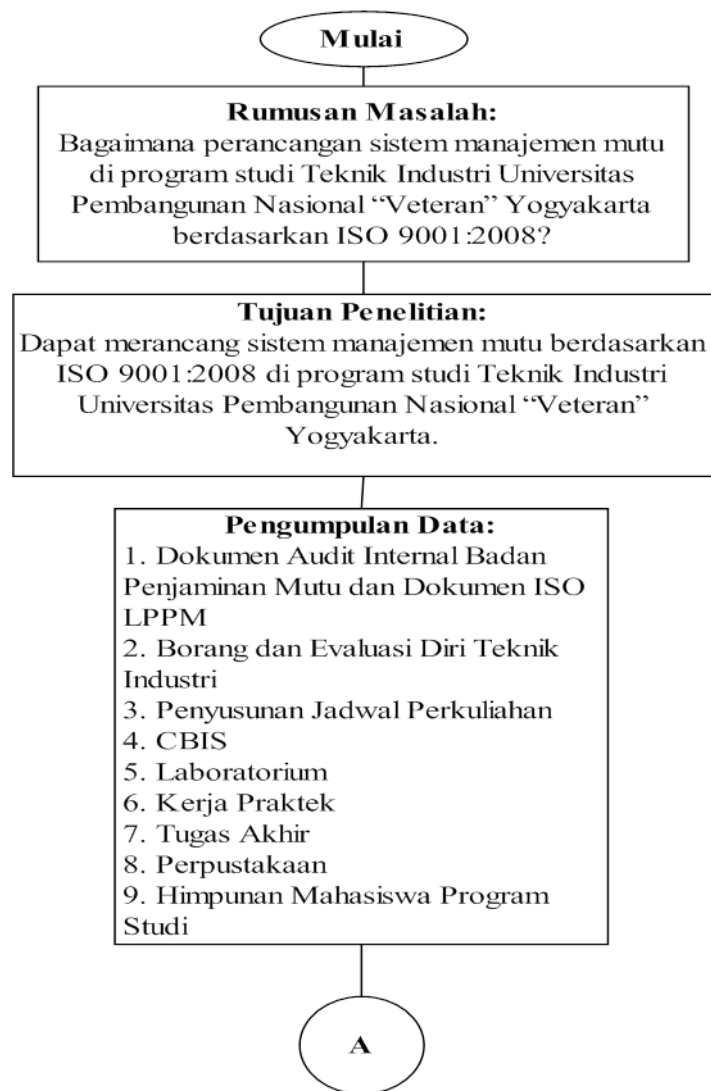 Mulai
Rumusan Masalah:
Bagaimana perancangan sistem manajemen mutu
di program studi Teknik Industri Universitas
Pembangunan Nasional “Veteran” Yogyakarta
berdasarkan ISO 9001:2008?
Tujuan Penelitian:
Dapat merancang sistem manajemen mutu berdasarkan
ISO 9001:2008 di program studi Teknik Industri
Universitas Pembangunan Nasional “Veteran”
Yogyakarta.
Pengumpulan Data:
1. Dokumen Audit Internal Badan
Penjaminan Mutu dan Dokumen ISO
LPPM
2. Borang dan Evaluasi Diri Teknik
Industri
3. Penyusunan Jadwal Perkuliahan
4. CBIS
5. Laboratorium
6. Kerja Praktek
7. Tugas Akhir
8. Perpustakaan
9. Himpunan Mahasiswa Program
Studi
A